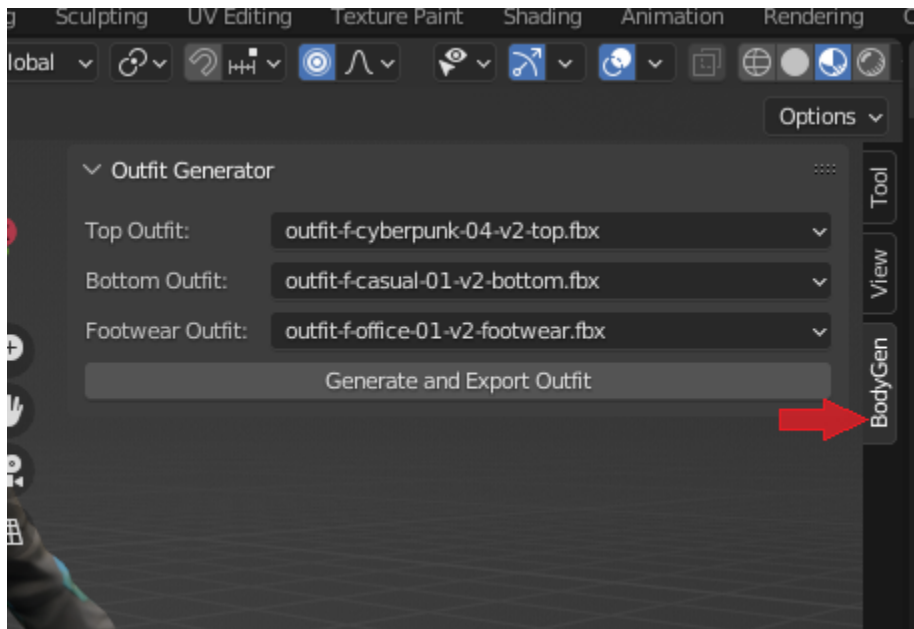 Sculpting UV Editing Texture Paint Shading Animation Rendering
lobal
Options
Outfit Generator
Tool
Top Outfit: outfit-f-cyberpunk-04-v2-top.fbx
View
Bottom Outfit: outfit-f-casual-01-v2-bottom.fbx
Footwear Outfit: outfit-f-office-01-v2-footwear.fbx
BodyGen
Generate and Export Outfit